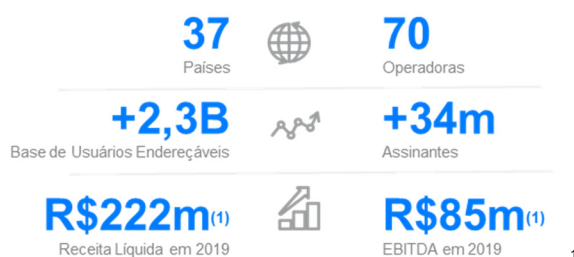 37 70
Países Operadoras
+2,3B +34m
Base de Usuários Endereçáveis Assinantes
R$222m(1) R$85m(1)
Receita Líquida em 2019 EBITDA em 2019
1